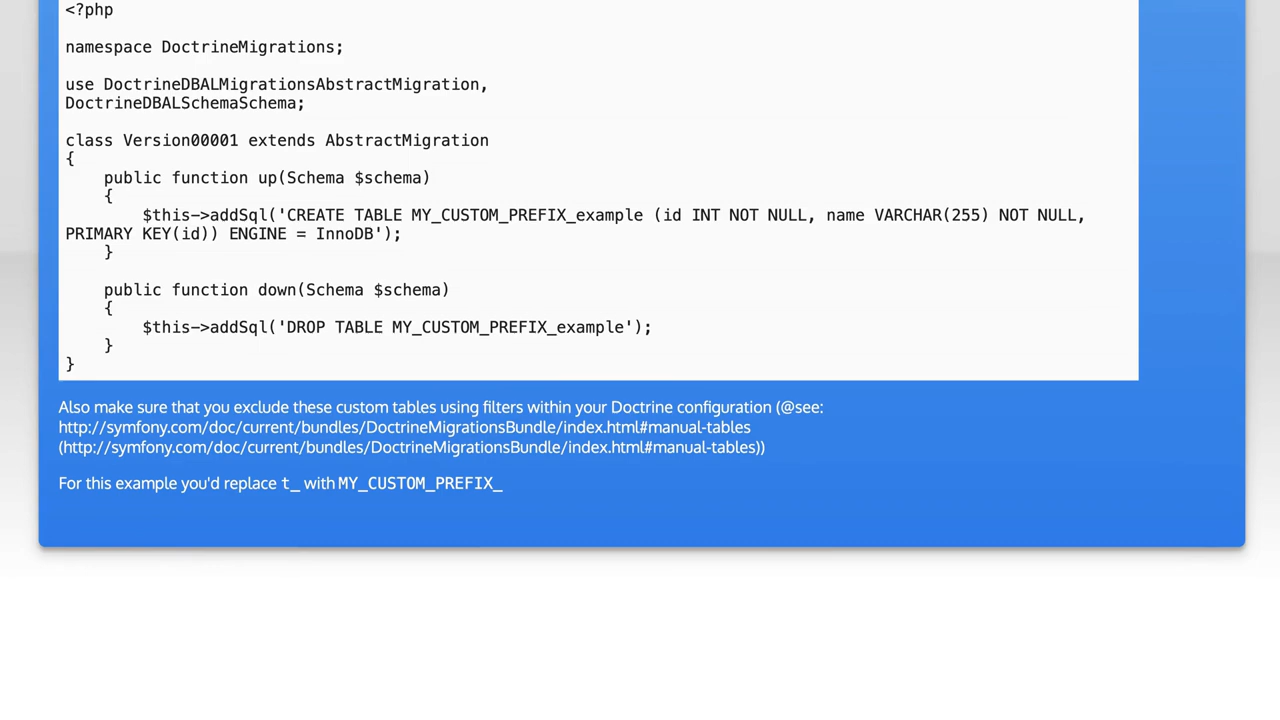 <?php
namespace DoctrineMigrations;
use DoctrineDBALMigrationsAbstractMigration,
DoctrineDBALSchemaSchema;
class Version00001 extends AbstractMigration
{
    public function up(Schema $schema)
    {
        $this->addSql('CREATE TABLE MY_CUSTOM_PREFIX_example (id INT NOT NULL, name VARCHAR(255) NOT NULL,
PRIMARY KEY(id)) ENGINE = InnoDB');
    }
    public function down(Schema $schema)
    {
        $this->addSql('DROP TABLE MY_CUSTOM_PREFIX_example');
    }
}
Also make sure that you exclude these custom tables using filters within your Doctrine configuration (@see:
http://symfony.com/doc/current/bundles/DoctrineMigrationsBundle/index.html#manual-tables
(http://symfony.com/doc/current/bundles/DoctrineMigrationsBundle/index.html#manual-tables))
For this example you'd replace t_ with MY_CUSTOM_PREFIX_